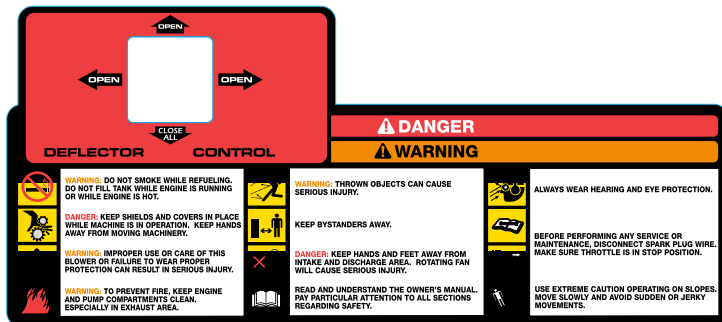 OPEN
OPEN
OPEN
CLOSE
ALL
DEFLECTOR CONTROL
DANGER
WARNING
WARNING: DO NOT SMOKE WHILE REFUELING.
DO NOT FILL TANK WHILE ENGINE IS RUNNING
OR WHILE ENGINE IS HOT.
DANGER: KEEP SHIELDS AND COVERS IN PLACE
WHILE MACHINE IS IN OPERATION. KEEP HANDS
AWAY FROM MOVING MACHINERY.
WARNING: IMPROPER USE OR CARE OF THIS
BLOWER OR FAILURE TO WEAR PROPER
PROTECTION CAN RESULT IN SERIOUS INJURY.
WARNING: TO PREVENT FIRE, KEEP ENGINE
AND PUMP COMPARTMENTS CLEAN.
ESPECIALLY IN EXHAUST AREA.
WARNING: THROWN OBJECTS CAN CAUSE
SERIOUS INJURY.
KEEP BYSTANDERS AWAY.
DANGER: KEEP HANDS AND FEET AWAY FROM
INTAKE AND DISCHARGE AREA. ROTATING FAN
WILL CAUSE SERIOUS INJURY.
READ AND UNDERSTAND THE OWNER'S MANUAL.
PAY PARTICULAR ATTENTION TO ALL SECTIONS
REGARDING SAFETY.
ALWAYS WEAR HEARING AND EYE PROTECTION.
BEFORE PERFORMING ANY SERVICE OR
MAINTENANCE, DISCONNECT SPARK PLUG WIRE.
MAKE SURE THROTTLE IS IN STOP POSITION.
USE EXTREME CAUTION OPERATING ON SLOPES.
MOVE SLOWLY AND AVOID SUDDEN OR JERKY
MOVEMENTS.